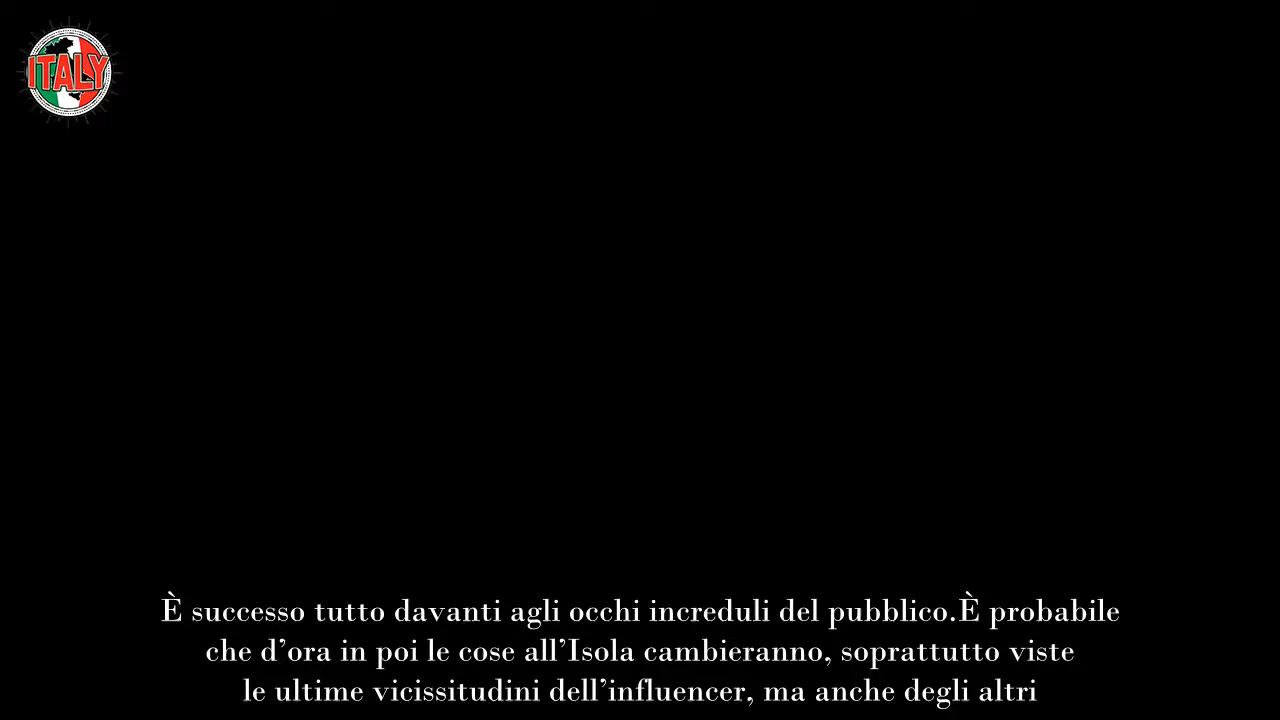 ITALY
È successo tutto davanti agli occhi increduli del pubblico.È probabile
che d’ora in poi le cose all’Isola cambieranno, soprattutto viste
le ultime vicissitudini dell’influencer, ma anche degli altri